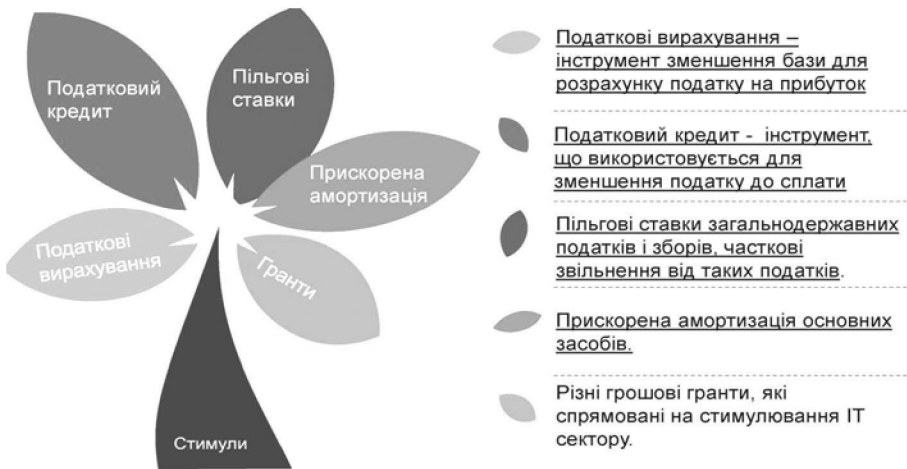 Податковий
кредит
Пільгові
ставки
Прискорена
амортизація
Податкові
вирахування
Гранти
Стимули
Податкові вирахування –
інструмент зменшення бази для
розрахунку податку на прибуток
Податковий кредит - інструмент,
що використовується для
зменшення податку до сплати
Пільгові ставки загальнодержавних
податків і зборів, часткові
звільнення від таких податків.
Прискорена амортизація основних
засобів.
Різні грошові гранти, які
спрямовані на стимулювання ІТ
сектору.